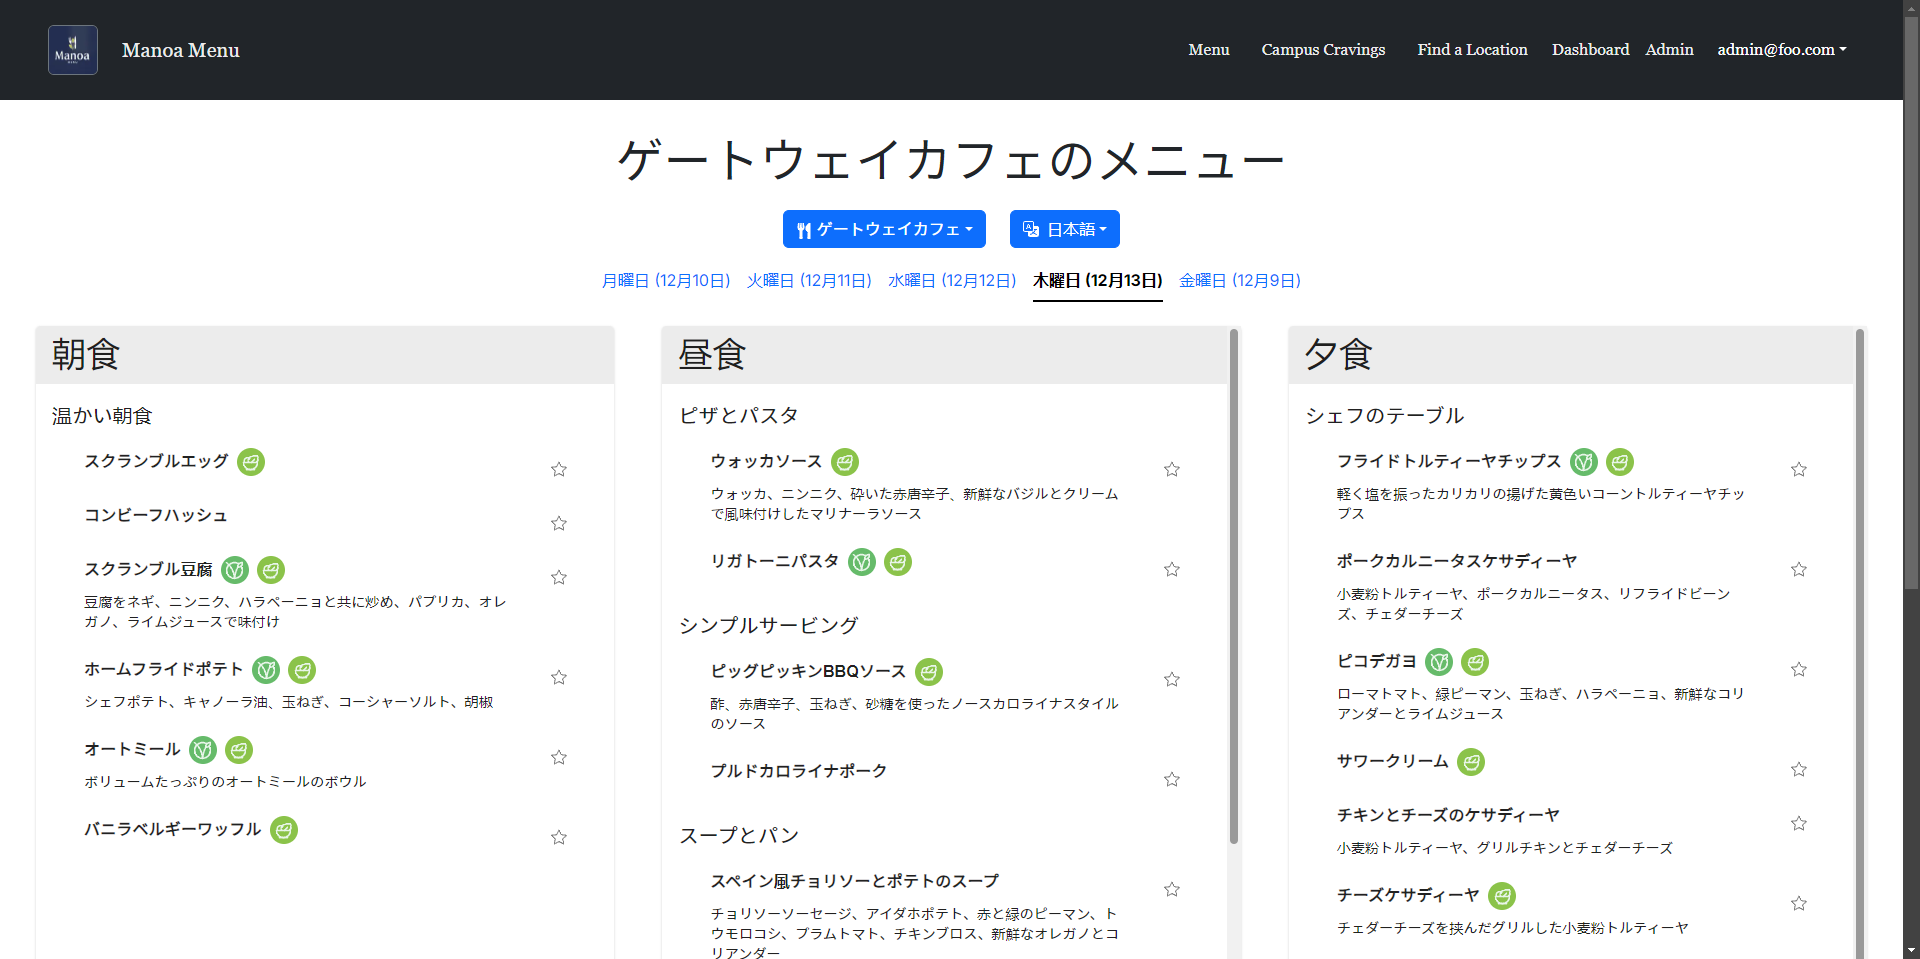 Manoa
Manoa Menu
Menu
Campus Cravings
Find a Location
Dashboard
Admin
admin@foo.com
ゲートウェイカフェのメニュー
ゲートウェイカフェ
日本語
月曜日 (12月10日)
火曜日 (12月11日)
水曜日 (12月12日)
木曜日 (12月13日)
金曜日 (12月9日)
朝食
温かい朝食
スクランブルエッグ
コンビーフハッシュ
スクランブル豆腐
豆腐をネギ、ニンニク、ハラペーニョと共に炒め、パプリカ、オレ
ガノ、ライムジュースで味付け
ホームフライドポテト
シェフポテト、キャノーラ油、玉ねぎ、コーシャーソルト、胡椒
オートミール
ボリュームたっぷりのオートミールのボウル
バニラベルギーワッフル
昼食
ピザとパスタ
ウォッカソース
ウォッカ、ニンニク、砕いた赤唐辛子、新鮮なバジルとクリーム
で風味付けしたマリナーラソース
リガトーニパスタ
シンプルサービング
ピッグピッキンBBQソース
酢、赤唐辛子、玉ねぎ、砂糖を使ったノースカロライナスタイル
のソース
プルドカロライナポーク
スープとパン
スペイン風チョリソーとポテトのスープ
チョリソーソーセージ、アイダホポテト、赤と緑のピーマン、ト
ウモロコシ、プラムトマト、チキンブロス、新鮮なオレガノとコ
リアンダー
夕食
シェフのテーブル
フライドトルティーヤチップス
軽く塩を振ったカリカリの揚げた黄色いコーントルティーヤチッ
プス
ポークカルニータスケサディーヤ
小麦粉トルティーヤ、ポークカルニータス、リフライドビーン
ズ、チェダーチーズ
ピコデガヨ
ローマトマト、緑ピーマン、玉ねぎ、ハラペーニョ、新鮮なコリ
アンダーとライムジュース
サワークリーム
チキンとチーズのケサディーヤ
小麦粉トルティーヤ、グリルチキンとチェダーチーズ
チーズケサディーヤ
チェダーチーズを挟んだグリルした小麦粉トルティーヤ